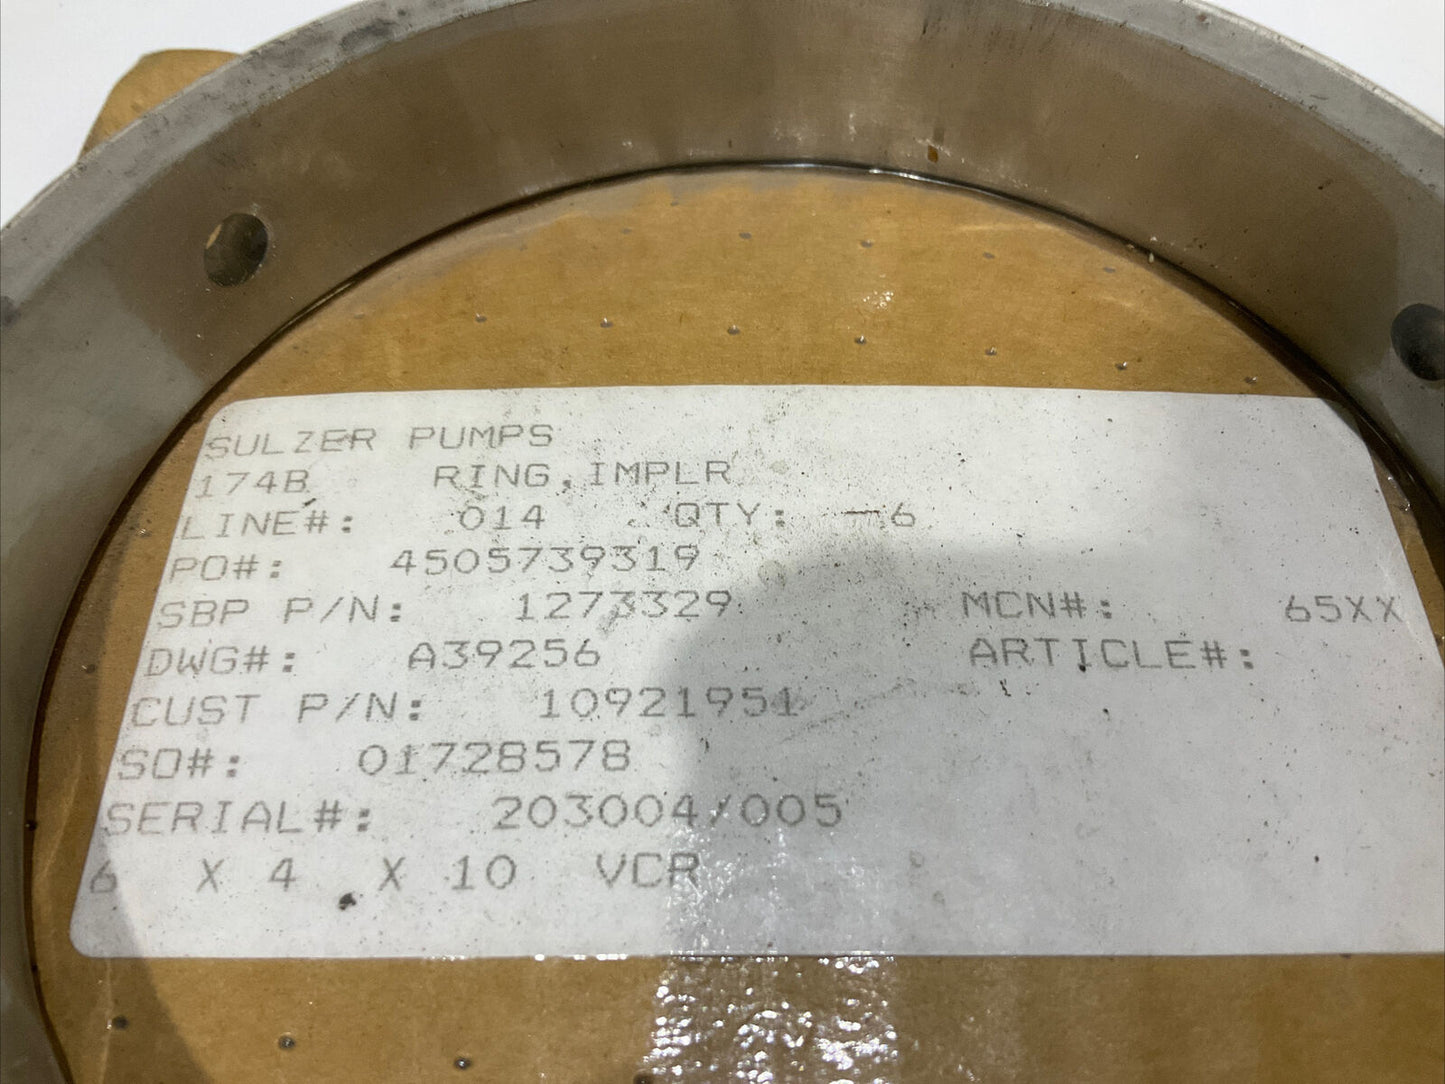 SULZER PUMPS
174B RING,IMPLR
LINE#: 014 QTY: 6
PO#: 4505739319
SBP P/N: 1273329 MCN#: 65XX
DWG#: A39256 ARTICLE#:
CUST P/N: 10921951
SO#: 01728578
SERIAL#: 203004/005
6 X 4 X 10 VCR